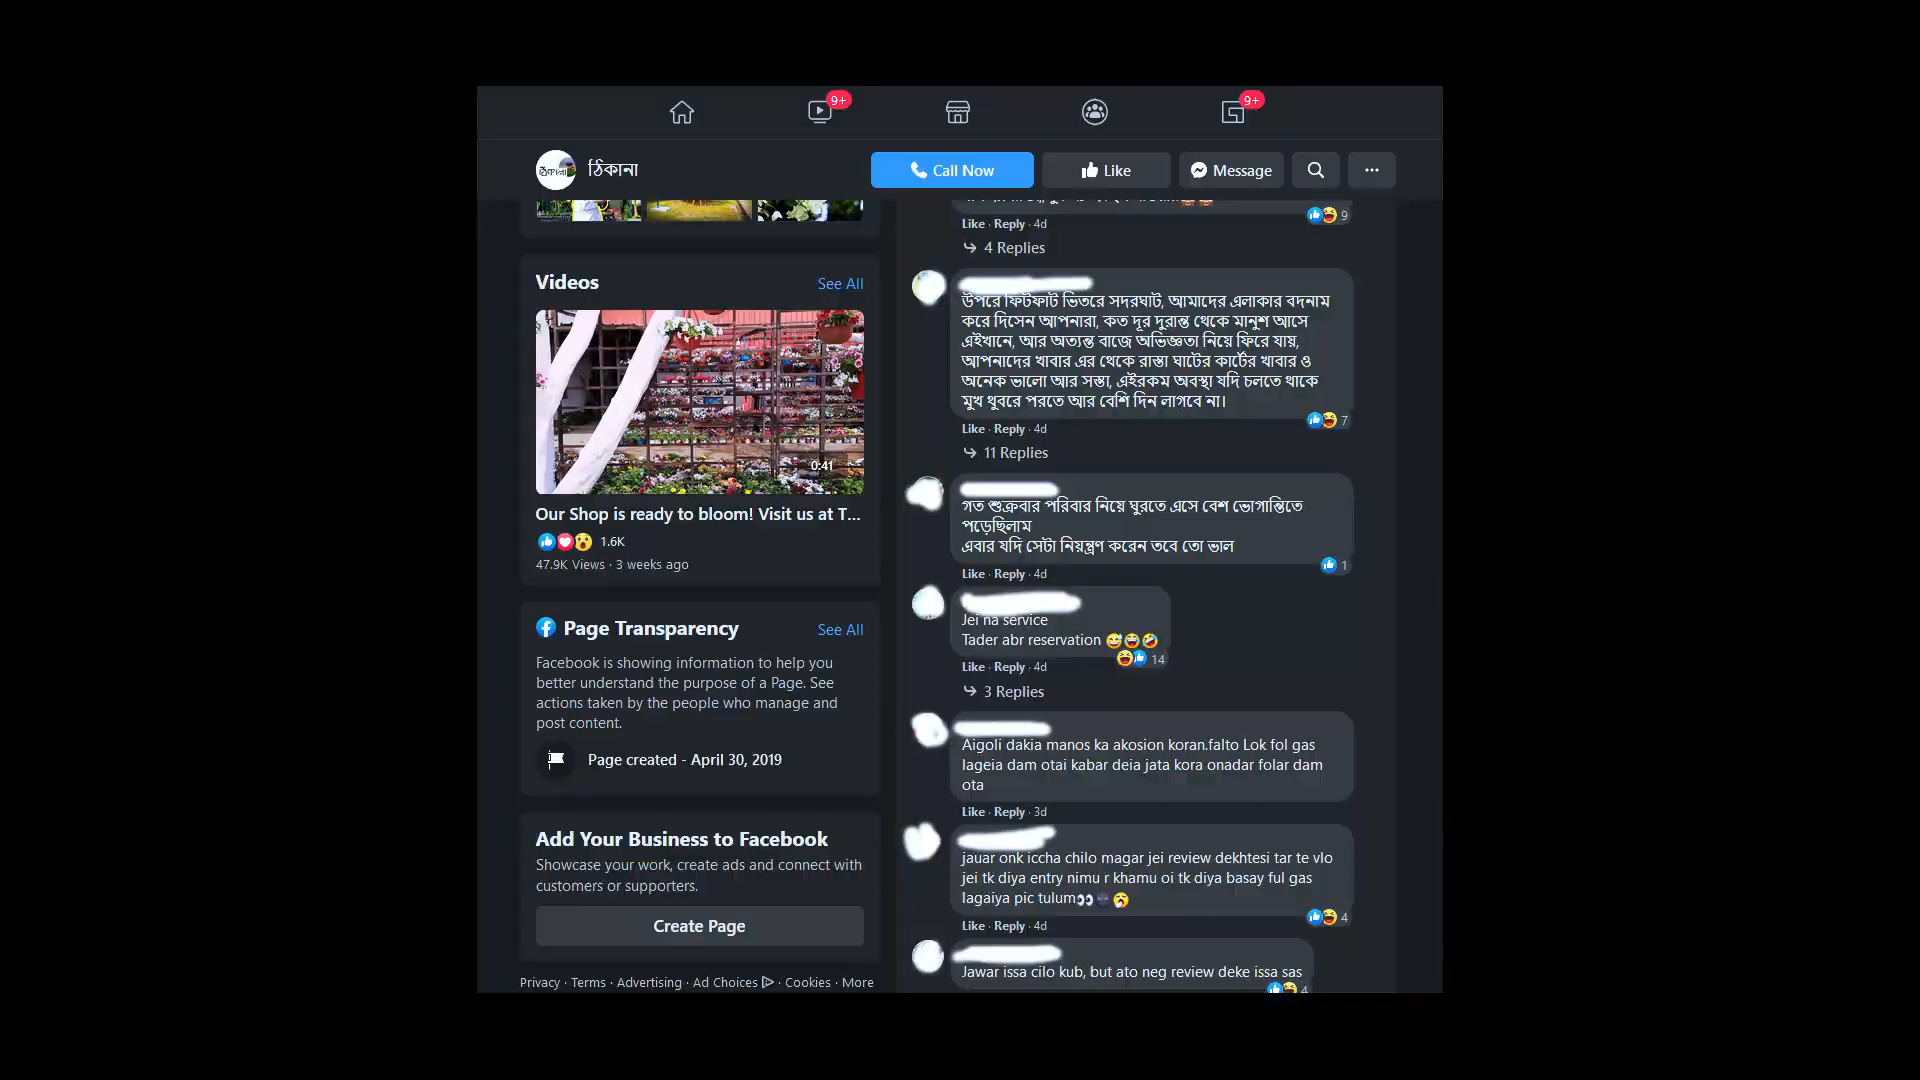 9+
9+
ঠিকানা
Call Now
Like
Message
Videos
See All
0:41
Our Shop is ready to bloom! Visit us at T...
1.6K
47.9K Views · 3 weeks ago
Page Transparency
See All
Facebook is showing information to help you
better understand the purpose of a Page. See
actions taken by the people who manage and
post content.
Page created - April 30, 2019
Add Your Business to Facebook
Showcase your work, create ads and connect with
customers or supporters.
Create Page
Privacy · Terms · Advertising · Ad Choices · Cookies · More
9
Like · Reply · 4d
4 Replies
উপরে ফিটফাট ভিতরে সদরঘাট, আমাদের এলাকার বদনাম
করে দিসেন আপনারা, কত দূর দুরান্ত থেকে মানুশ আসে
এইখানে, আর অত্যন্ত বাজে অভিজ্ঞতা নিয়ে ফিরে যায়,
আপনাদের খাবার এর থেকে রাস্তা ঘাটের কার্টের খাবার ও
অনেক ভালো আর সস্তা, এইরকম অবস্থা যদি চলতে থাকে
মুখ থুবরে পরতে আর বেশি দিন লাগবে না।
7
Like · Reply · 4d
11 Replies
গত শুক্রবার পরিবার নিয়ে ঘুরতে এসে বেশ ভোগান্তিতে
পড়েছিলাম
এবার যদি সেটা নিয়ন্ত্রণ করেন তবে তো ভাল
1
Like · Reply · 4d
Jei na service
Tader abr reservation 😅😂🤣
14
Like · Reply · 4d
3 Replies
Aigoli dakia manos ka akosion koran.falto Lok fol gas
lageia dam otai kabar deia jata kora onadar folar dam
ota
Like · Reply · 3d
jauar onk iccha chilo magar jei review dekhtesi tar te vlo
jei tk diya entry nimu r khamu oi tk diya basay ful gas
lagaiya pic tulum
4
Like · Reply · 4d
Jawar issa cilo kub, but ato neg review deke issa sas
4